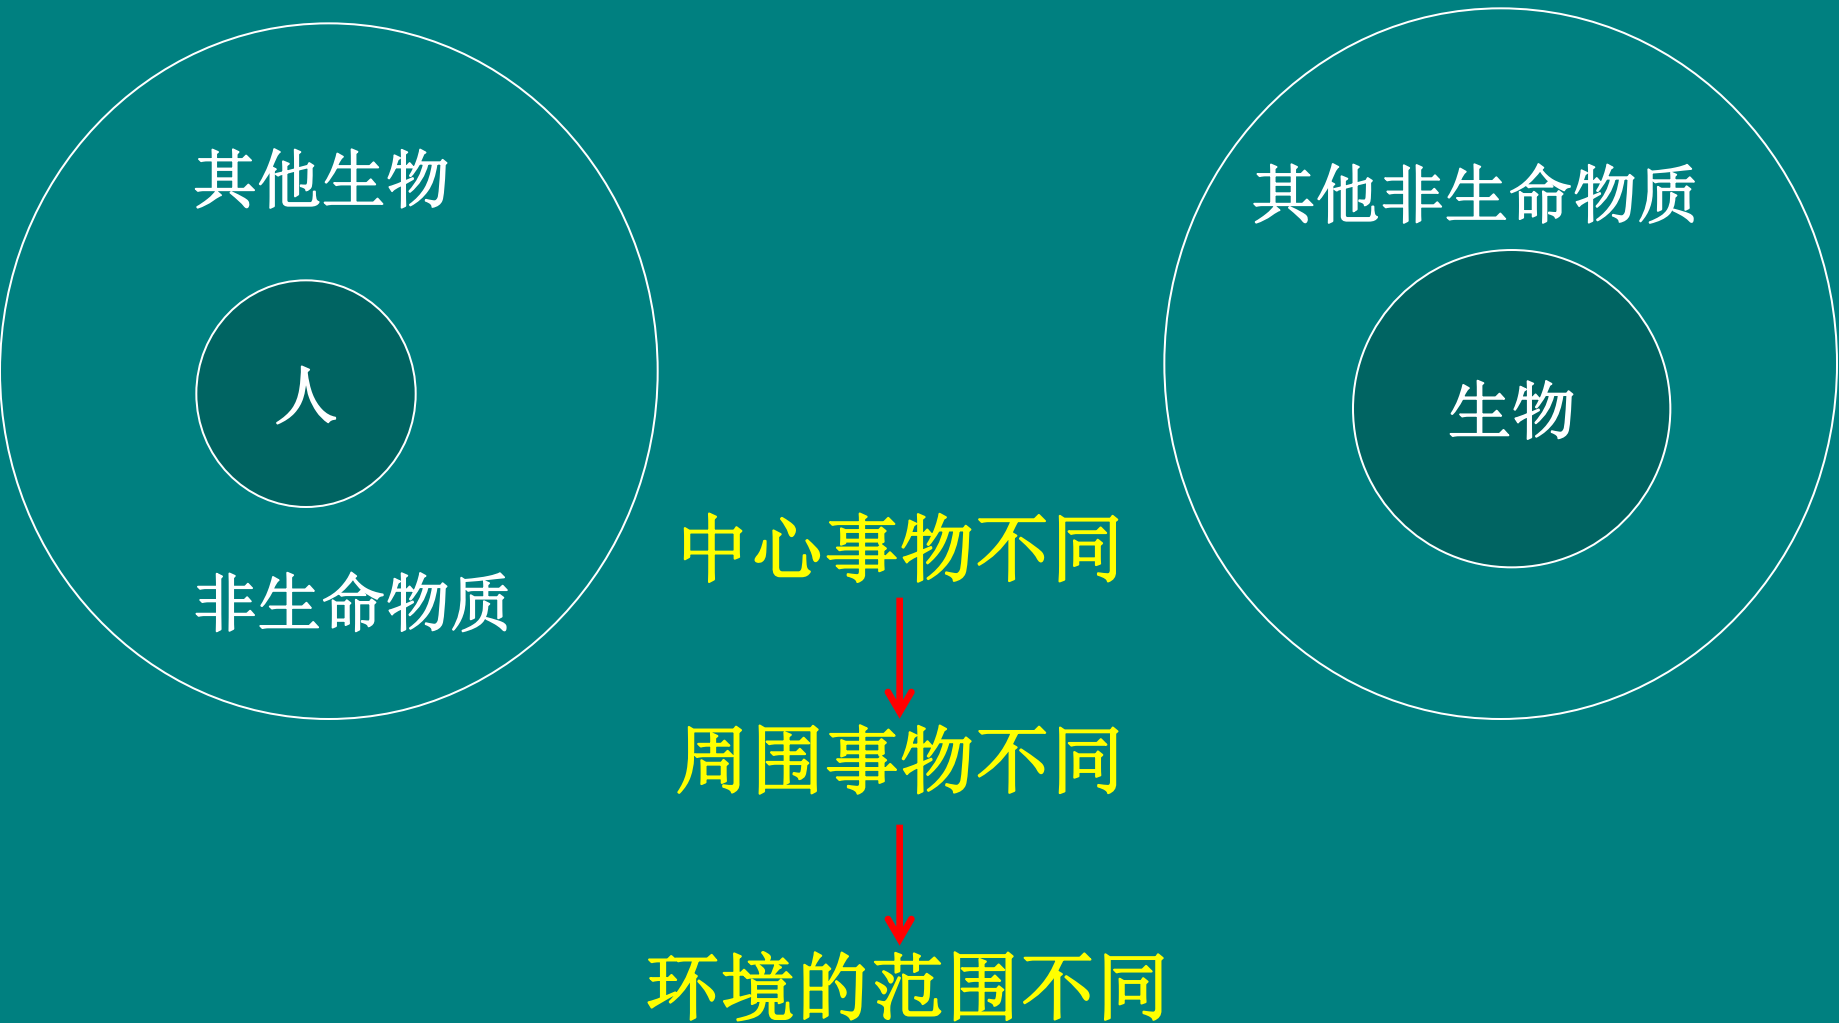 其他生物
人
非生命物质
其他非生命物质
生物
中心事物不同
周围事物不同
环境的范围不同